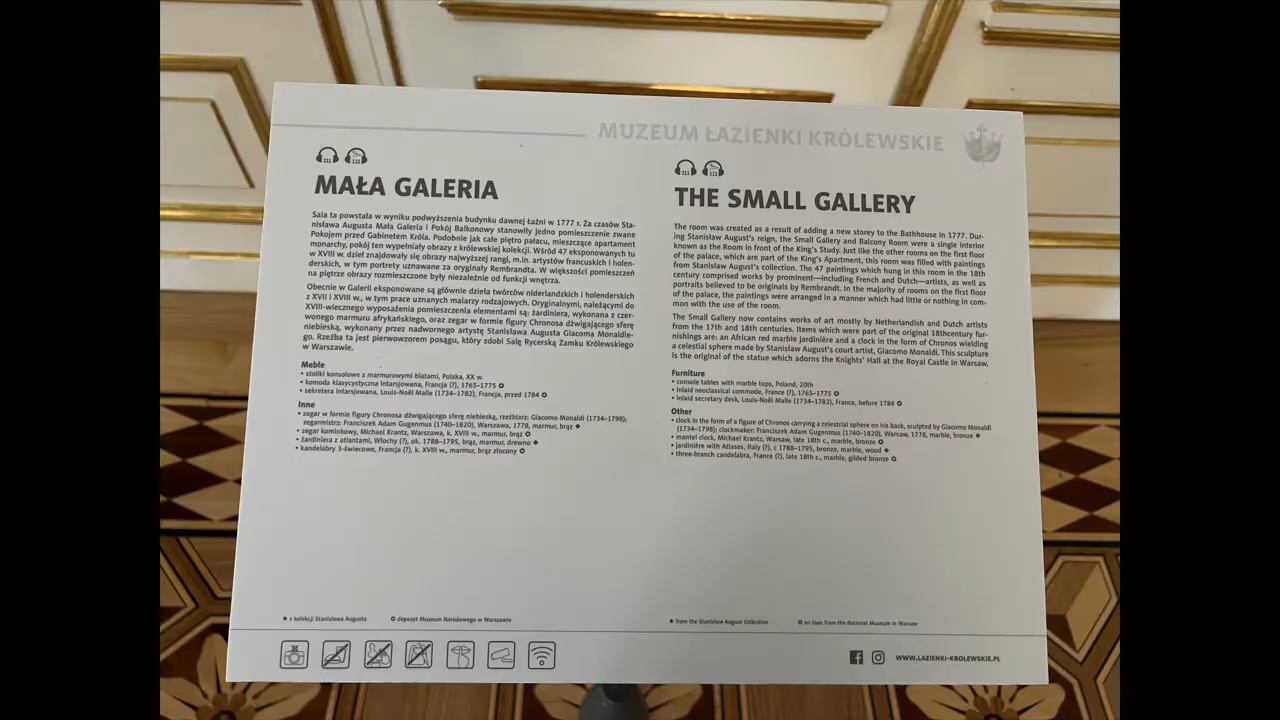 MUZEUM ŁAZIENKI KRÓLEWSKIE
MAŁA GALERIA
Sala ta powstała w wyniku podwyższenia budynku dawnej Łaźni w 1777 r. Za czasów Sta-
nisława Augusta Mała Galeria i Pokój Balkonowy stanowiły jedno pomieszczenie zwane
Pokojem przed Gabinetem Króla. Podobnie jak całe piętro pałacu, mieszczące apartament
monarchy, pokój ten wypełniały obrazy z królewskiej kolekcji. Wśród 47 eksponowanych tu
w XVIII w. dzieł znajdowały się obrazy najwyższej rangi, m.in. artystów francuskich i holen-
derskich, w tym portrety uznawane za oryginały Rembrandta. W większości pomieszczeń
na piętrze obrazy rozmieszczone były niezależnie od funkcji wnętrza.
Obecnie w Galerii eksponowane są głównie dzieła twórców niderlandzkich i holenderskich
z XVII i XVIII w., w tym prace uznanych malarzy rodzajowych. Oryginalnymi, należącymi do
XVIII-wiecznego wyposażenia pomieszczenia elementami są: żardiniera, wykonana z czer-
wonego marmuru afrykańskiego, oraz zegar w formie figury Chronosa dźwigającego sferę
niebieską, wykonany przez nadwornego artystę Stanisława Augusta Giacoma Monaldie-
go. Rzeźba ta jest pierwowzorem posągu, który zdobi Salę Rycerską Zamku Królewskiego
w Warszawie.
Meble
• stoliki konsolowe z marmurowymi blatami, Polska, XX w.
• komoda klasycystyczna intarsjowana, Francja (?), 1765–1775 ✪
• sekretera intarsjowana, Louis-Noël Malle (1734–1782), Francja, przed 1784 ✪
Inne
• zegar w formie figury Chronosa dźwigającego sferę niebieską, rzeźbiarz: Giacomo Monaldi (1734–1798);
zegarmistrz: Franciszek Adam Gugenmus (1740–1820), Warszawa, 1778, marmur, brąz ◆
• zegar kominkowy, Michael Krantz, Warszawa, k. XVIII w., marmur, brąz ✪
• żardiniera z atlantami, Włochy (?), ok. 1788–1795, brąz, marmur, drewno ◆
• kandelabry 3-świecowe, Francja (?), k. XVIII w., marmur, brąz złocony ✪
◆ z kolekcji Stanisława Augusta
✪ depozyt Muzeum Narodowego w Warszawie
THE SMALL GALLERY
The room was created as a result of adding a new storey to the Bathhouse in 1777. Dur-
ing Stanisław August's reign, the Small Gallery and Balcony Room were a single interior
known as the Room in front of the King's Study. Just like the other rooms on the first floor
of the palace, which are part of the King's Apartment, this room was filled with paintings
from Stanisław August's collection. The 47 paintings which hung in this room in the 18th
century comprised works by prominent—including French and Dutch—artists, as well as
portraits believed to be originals by Rembrandt. In the majority of rooms on the first floor
of the palace, the paintings were arranged in a manner which had little or nothing in com-
mon with the use of the room.
The Small Gallery now contains works of art mostly by Netherlandish and Dutch artists
from the 17th and 18th centuries. Items which were part of the original 18thcentury fur-
nishings are: an African red marble jardinière and a clock in the form of Chronos wielding
a celestial sphere made by Stanisław August's court artist, Giacomo Monaldi. This sculpture
is the original of the statue which adorns the Knights' Hall at the Royal Castle in Warsaw.
Furniture
• console tables with marble tops, Poland, 20th
• inlaid neoclassical commode, France (?), 1765–1775 ✪
• inlaid secretary desk, Louis-Noël Malle (1734–1782), France, before 1784 ✪
Other
• clock in the form of a figure of Chronos carrying a celestial sphere on his back, sculpted by Giacomo Monaldi
(1734–1798); clockmaker: Franciszek Adam Gugenmus (1740–1820), Warsaw, 1778, marble, bronze ◆
• mantel clock, Michael Krantz, Warsaw, late 18th c., marble, bronze ✪
• jardinière with Atlases, Italy (?), c 1788–1795, bronze, marble, wood ◆
• three-branch candelabra, France (?), late 18th c., marble, gilded bronze ✪
◆ from the Stanisław August Collection
✪ on loan from the National Museum in Warsaw
WWW.LAZIENKI-KROLEWSKIE.PL